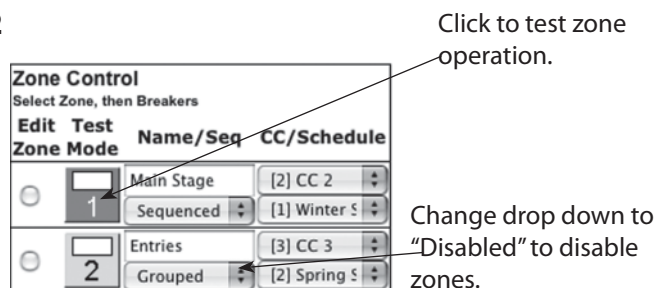 2
Click to test zone
operation.
Zone Control
Select Zone, then Breakers
Edit Zone
Test Mode
Name/Seq
CC/Schedule
1
Main Stage
[2] CC 2
Sequenced
[1] Winter S
2
Entries
[3] CC 3
Grouped
[2] Spring S
Change drop down to
“Disabled” to disable
zones.